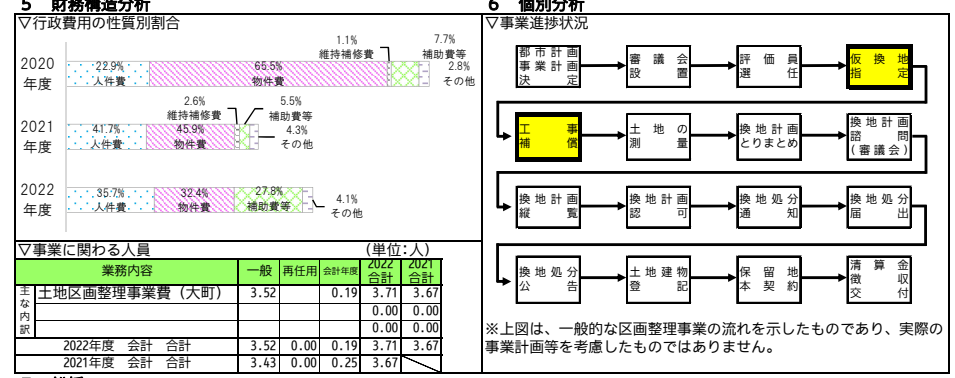 5 財務構造分析
▽行政費用の性質別割合
2020
年度
22.9%
人件費
65.5%
物件費
1.1%
維持補修費
7.7%
補助費等
2.8%
その他
2021
年度
41.7%
人件費
45.9%
物件費
2.6%
維持補修費
5.5%
補助費等
4.3%
その他
2022
年度
35.7%
人件費
32.4%
物件費
27.8%
補助費等
4.1%
その他
▽事業に関わる人員 (単位:人)
業務内容 一般 再任用 会計年度 2022合計 2021合計
主な内訳
土地区画整理事業費(大町) 3.52 0.19 3.71 3.67
0.00 0.00
0.00 0.00
2022年度 会計 合計 3.52 0.00 0.19 3.71 3.67
2021年度 会計 合計 3.43 0.00 0.25 3.67
6 個別分析
▽事業進捗状況
都市計画
事業計画
決定
審議会
設置
評価員
選任
仮換地
指定
工事
補償
土地の
測量
換地計画
とりまとめ
換地計画
諮問
(審議会)
換地計画
縦覧
換地計画
認可
換地処分
通知
換地処分
届出
換地処分
公告
土地建物
登記
保留地
本契約
清算金
徴収
交付
※上図は、一般的な区画整理事業の流れを示したものであり、実際の
事業計画等を考慮したものではありません。